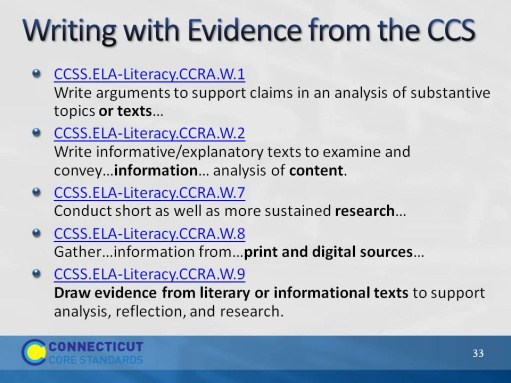 Writing with Evidence from the CCS
CCSS.ELA-Literacy.CCRA.W.1
Write arguments to support claims in an analysis of substantive
topics or texts…
CCSS.ELA-Literacy.CCRA.W.2
Write informative/explanatory texts to examine and
convey…information… analysis of content.
CCSS.ELA-Literacy.CCRA.W.7
Conduct short as well as more sustained research…
CCSS.ELA-Literacy.CCRA.W.8
Gather…information from…print and digital sources…
CCSS.ELA-Literacy.CCRA.W.9
Draw evidence from literary or informational texts to support
analysis, reflection, and research.
CONNECTICUT
CORE STANDARDS
33